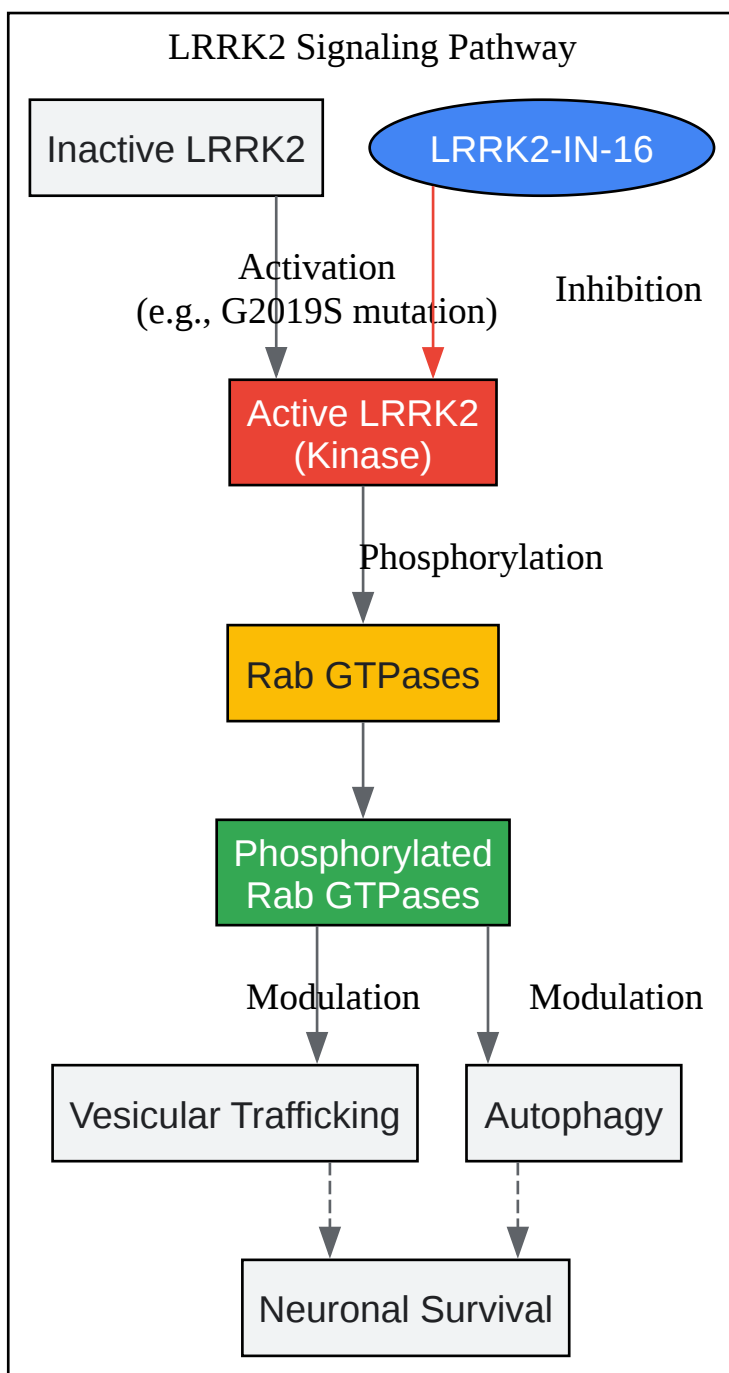 LRRK2 Signaling Pathway
Inactive LRRK2
LRRK2-IN-16
Activation
(e.g., G2019S mutation)
Inhibition
Active LRRK2
(Kinase)
Phosphorylation
Rab GTPases
Phosphorylated
Rab GTPases
Modulation
Modulation
Vesicular Trafficking
Autophagy
Neuronal Survival